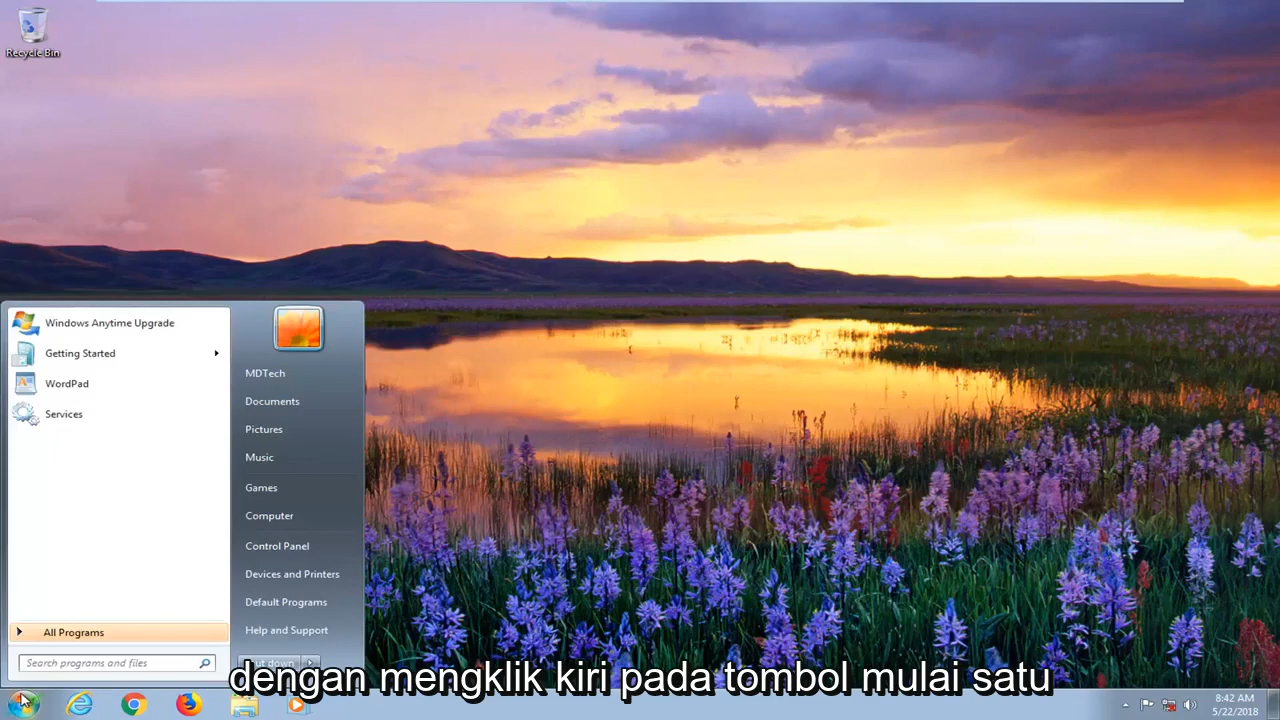 Recycle Bin
Windows Anytime Upgrade
Getting Started
WordPad
Services
All Programs
Search programs and files
MDTech
Documents
Pictures
Music
Games
Computer
Control Panel
Devices and Printers
Default Programs
Help and Support
Shut down
dengan mengklik kiri pada tombol mulai satu
8:42 AM
5/22/2018